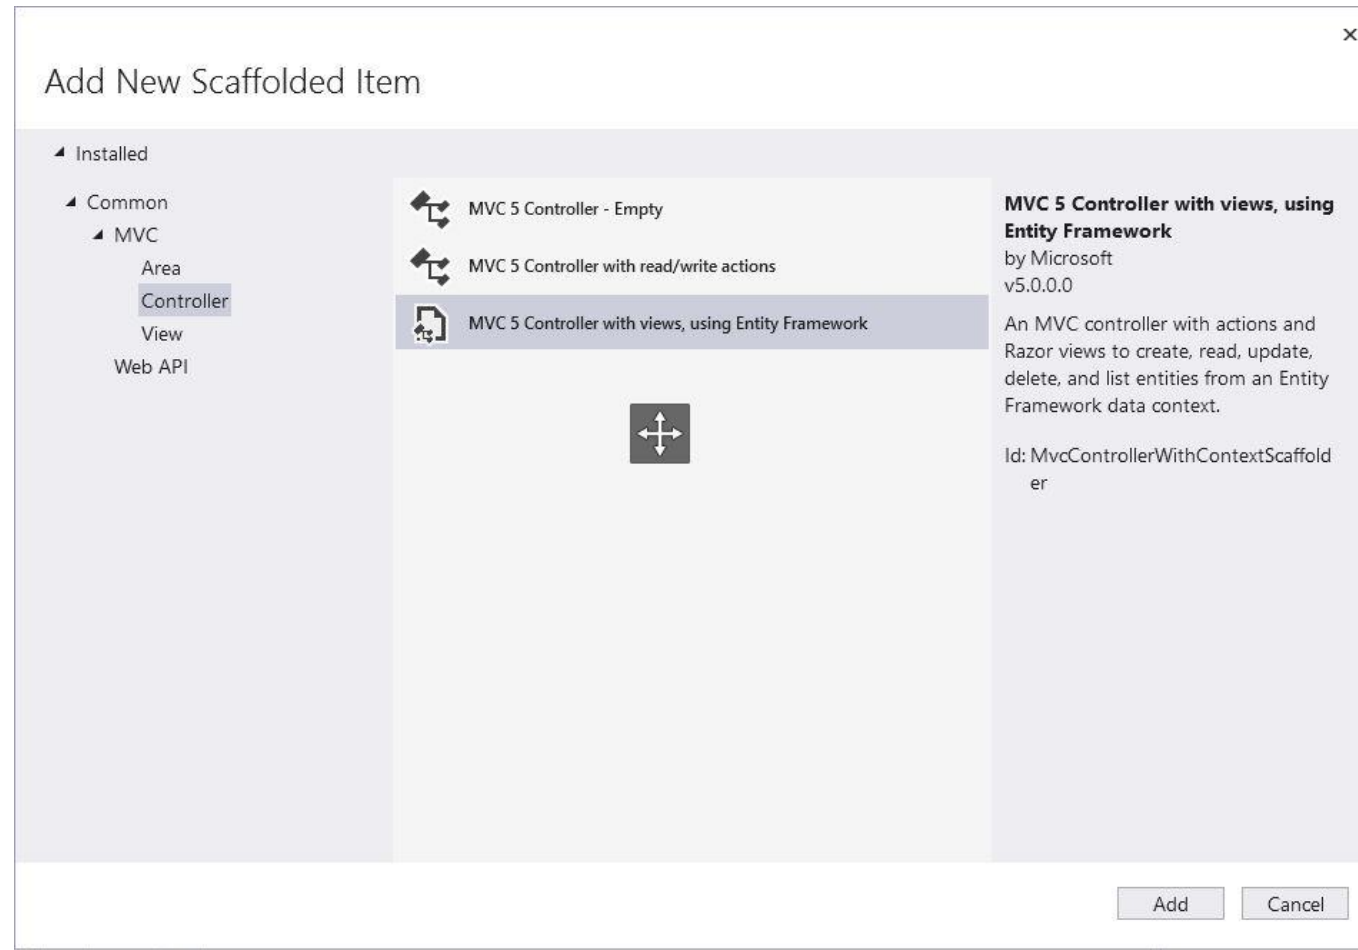 Add New Scaffolded Item
Installed
Common
MVC
Area
Controller
View
Web API
MVC 5 Controller - Empty
MVC 5 Controller with read/write actions
MVC 5 Controller with views, using Entity Framework
MVC 5 Controller with views, using
Entity Framework
by Microsoft
v5.0.0.0
An MVC controller with actions and
Razor views to create, read, update,
delete, and list entities from an Entity
Framework data context.
Id: MvcControllerWithContextScaffold
er
Add
Cancel